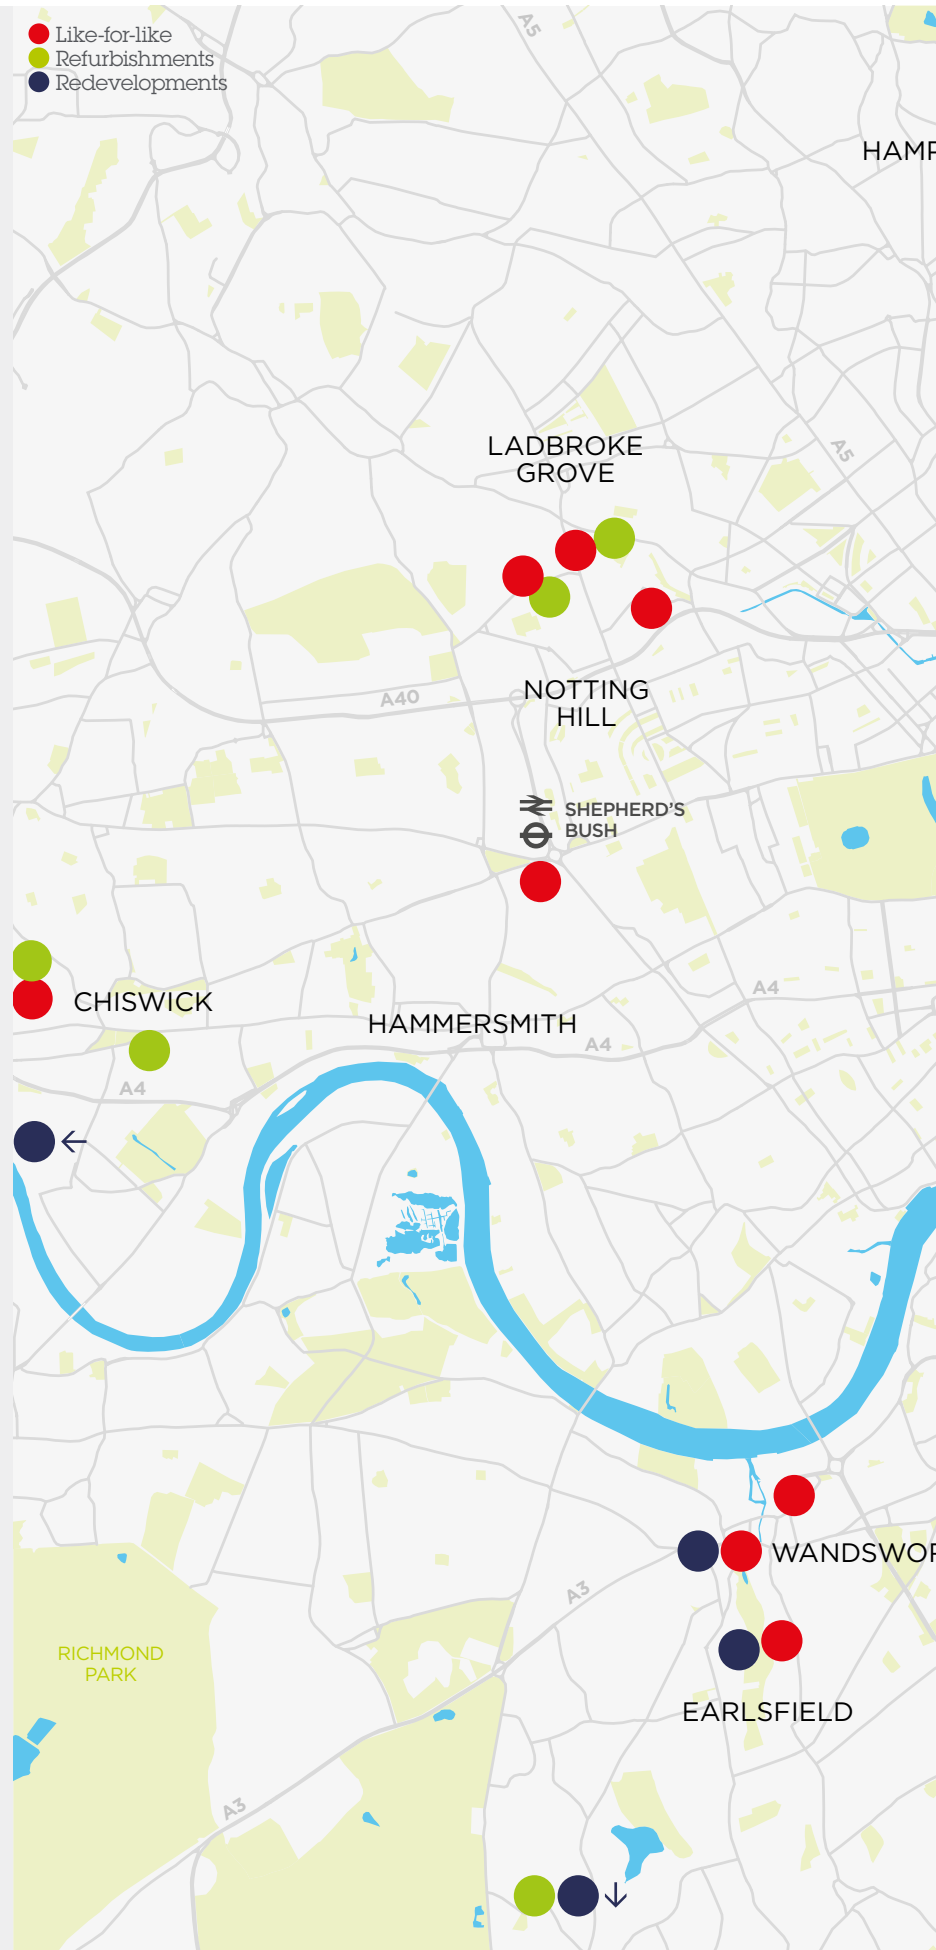 Like-for-like
Refurbishments
Redevelopments
A5
HAMP
LADBROKE
GROVE
A5
A40
NOTTING
HILL
SHEPHERD'S
BUSH
CHISWICK
A4
HAMMERSMITH
A4
A4
WANDSWOR
A3
RICHMOND
PARK
EARLSFIELD
A3